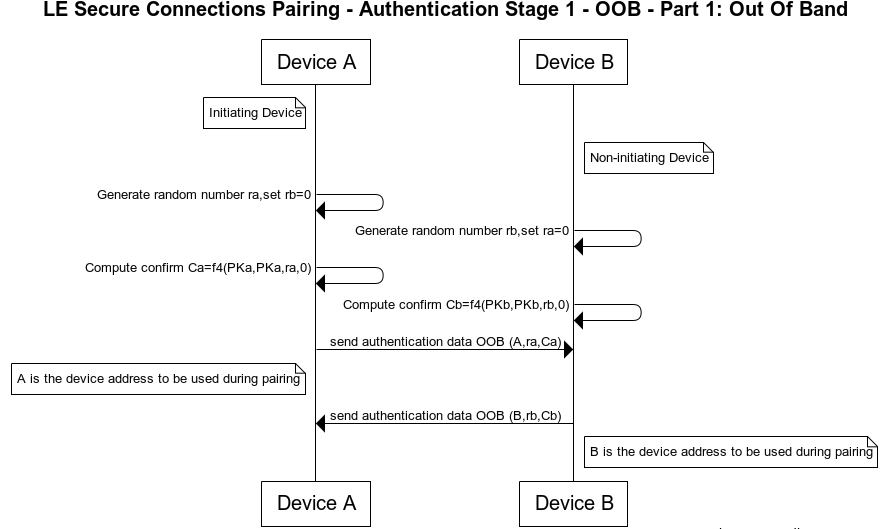 LE Secure Connections Pairing - Authentication Stage 1 - OOB - Part 1: Out Of Band
Device A
Device B
Initiating Device
Non-initiating Device
Generate random number ra,set rb=0
Generate random number rb,set ra=0
Compute confirm Ca=f4(PKa,PKa,ra,0)
Compute confirm Cb=f4(PKb,PKb,rb,0)
send authentication data OOB (A,ra,Ca)
A is the device address to be used during pairing
send authentication data OOB (B,rb,Cb)
B is the device address to be used during pairing
Device A
Device B